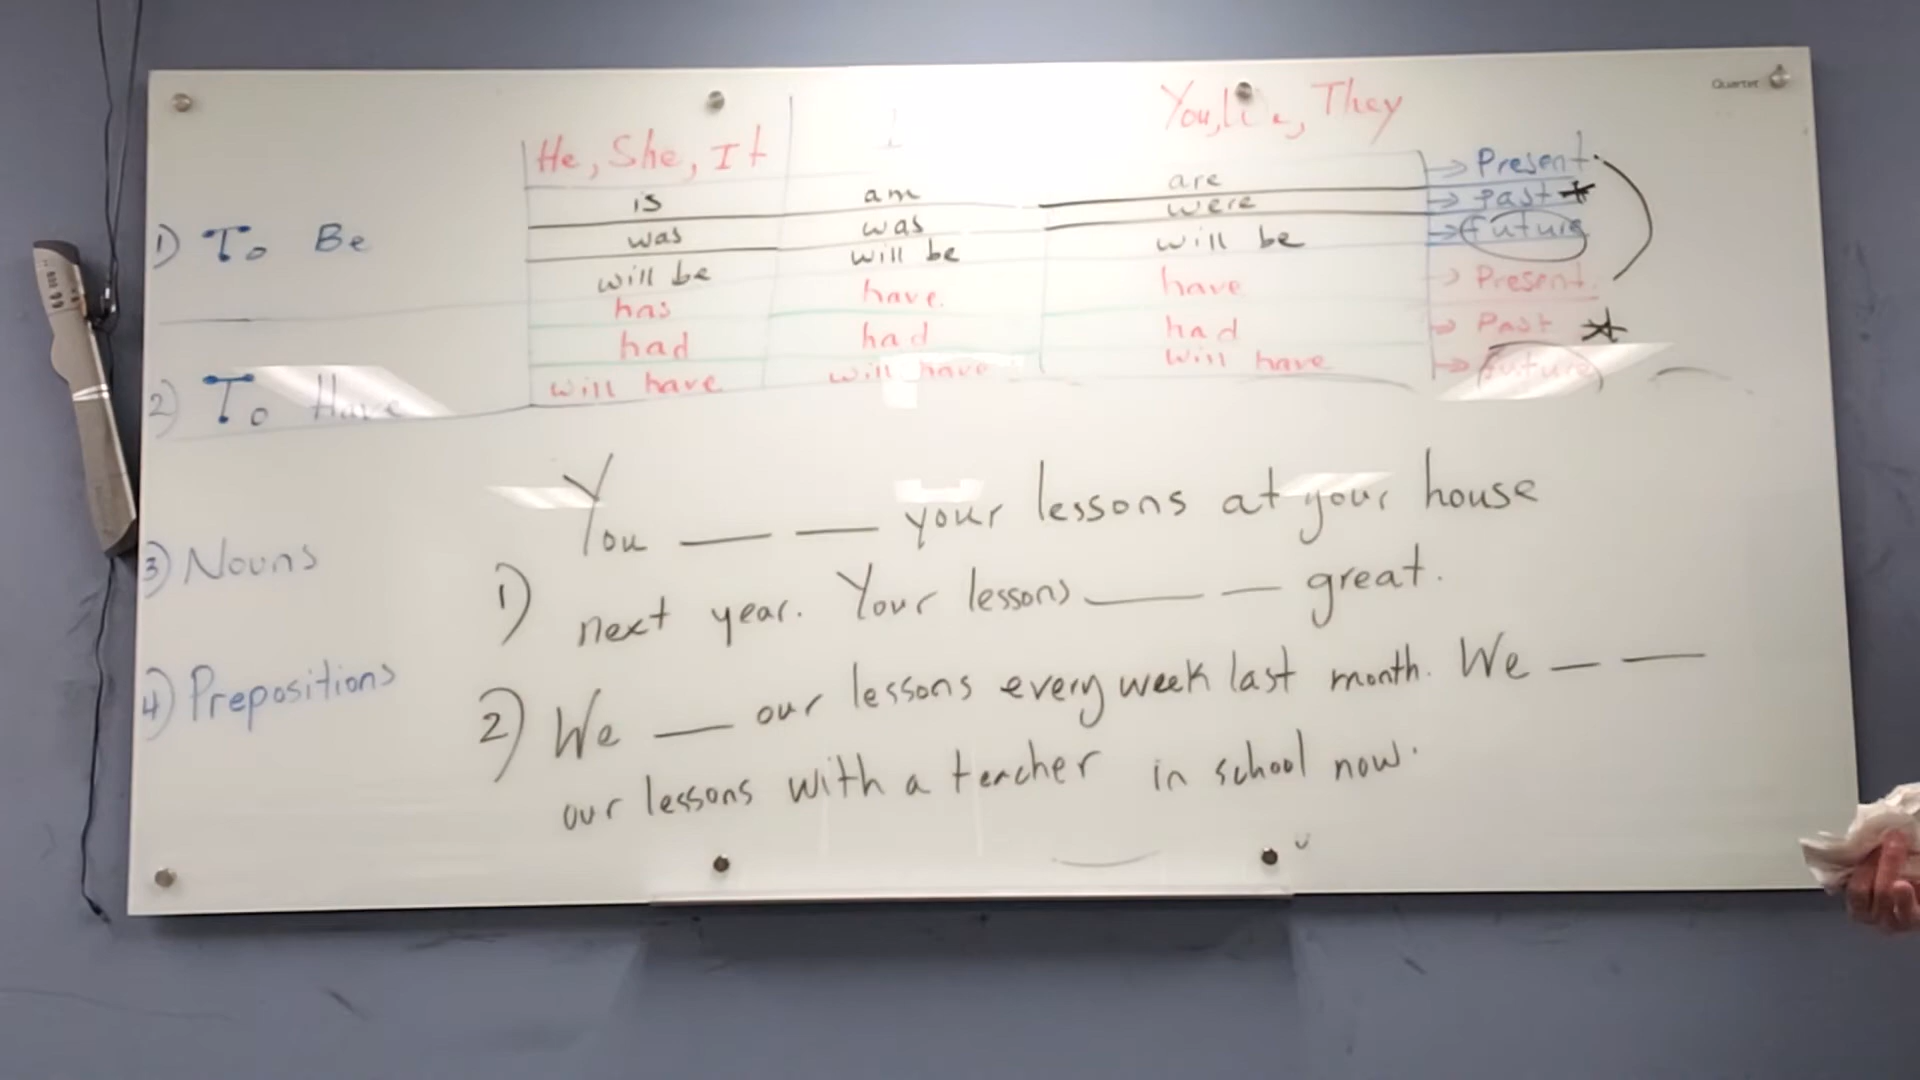 Quartet
He, She, It
I
You, , They
is am are → Present
was was were → Past *
1) To Be
will be will be will be → future
has have have → Present
had had had → Past *
2) To Have
will have will have will have → future
You __ __ your lessons at your house
3) Nouns
1) next year. Your lessons __ __ great.
4) Prepositions
2) We __ our lessons every week last month. We __ __
our lessons with a teacher in school now.